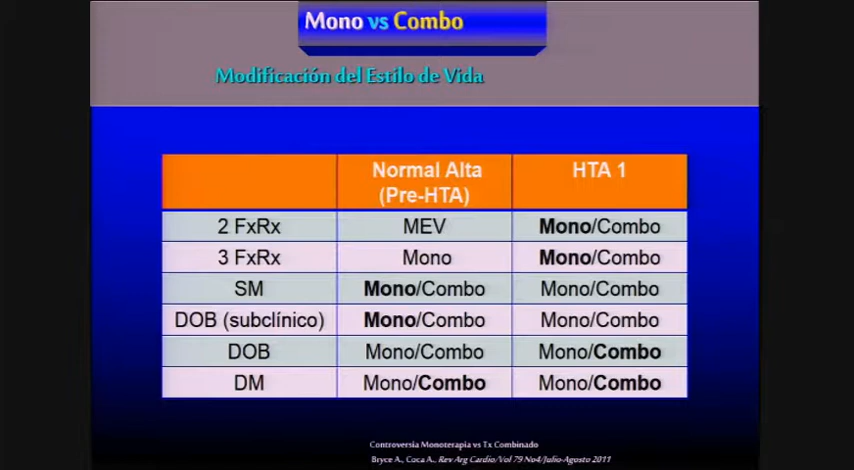 Mono vs Combo
Modificación del Estilo de Vida
Normal Alta HTA 1
(Pre-HTA)
2 FxRx MEV Mono/Combo
3 FxRx Mono Mono/Combo
SM Mono/Combo Mono/Combo
DOB (subclínico) Mono/Combo Mono/Combo
DOB Mono/Combo Mono/Combo
DM Mono/Combo Mono/Combo
Controversia Monoterapia vs Tx Combinado
Bryce A., Coca A., Rev Arg Cardio/Vol 79 No4/Julio-Agosto 2011